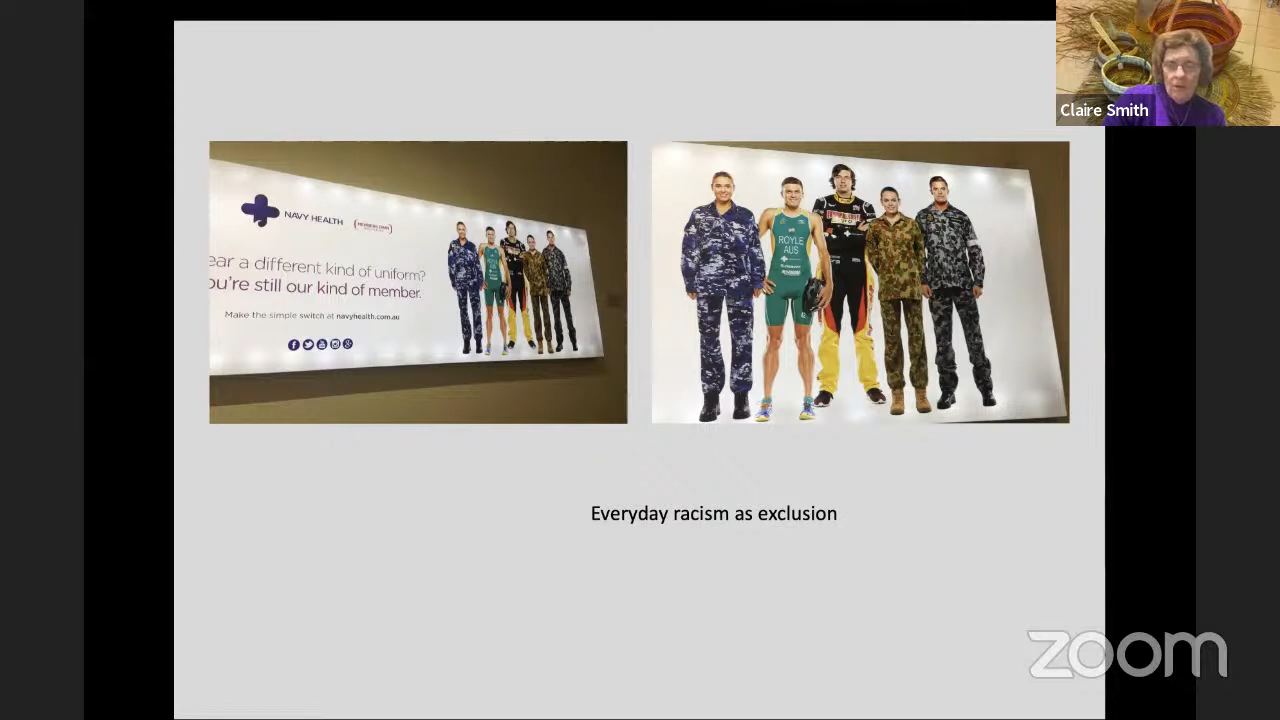 Claire Smith
NAVY HEALTH
ear a different kind of uniform?
ou're still our kind of member.
Make the simple switch at navyhealth.com.au
ROYLE
AUS
Everyday racism as exclusion
zoom